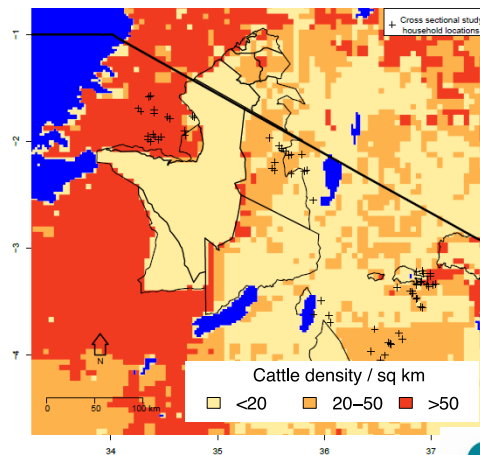 + Cross sectional study
household locations
-1
-2
-3
-4
N
0 50 100 km
Cattle density / sq km
<20 20–50 >50
34 35 36 37